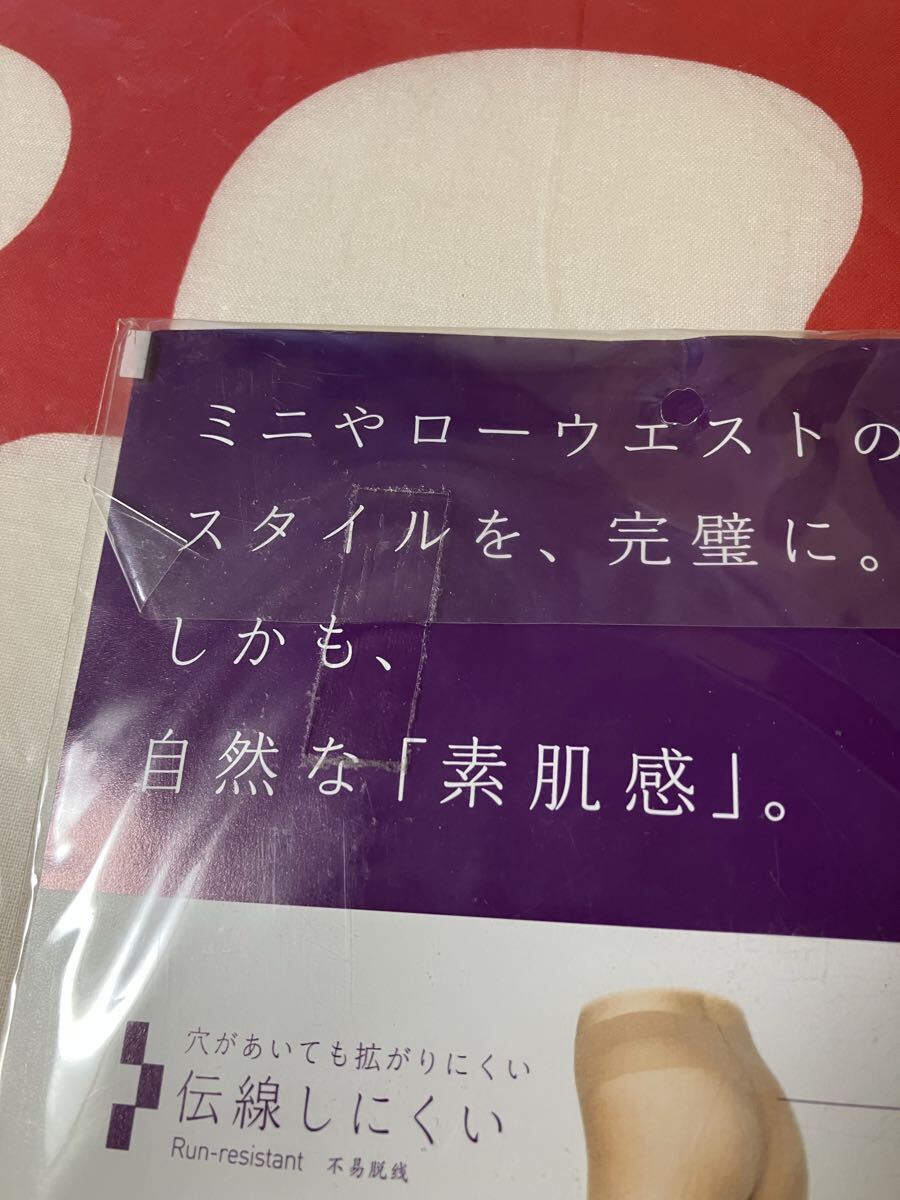 ミニやローウエストの
スタイルを、完璧に。
しかも、
自然な「素肌感」。
穴があいても拡がりにくい
伝線しにくい
Run-resistant 不易脱线